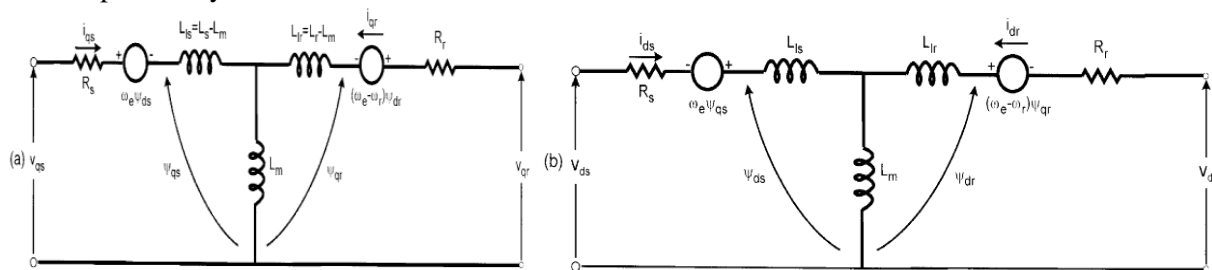 i_qs
L_ls=L_s-L_m
L_lr=L_r-L_m
i_qr
R_r
+
-
-
+
R_s
ω_eψ_ds
(ω_e-ω_r)ψ_dr
(a)
v_qs
ψ_qs
L_m
ψ_qr
v_qr
i_ds
L_ls
L_lr
i_dr
R_r
-
+
+
-
R_s
ω_eψ_qs
(ω_e-ω_r)ψ_qr
(b)
v_ds
ψ_ds
L_m
ψ_dr
v_d